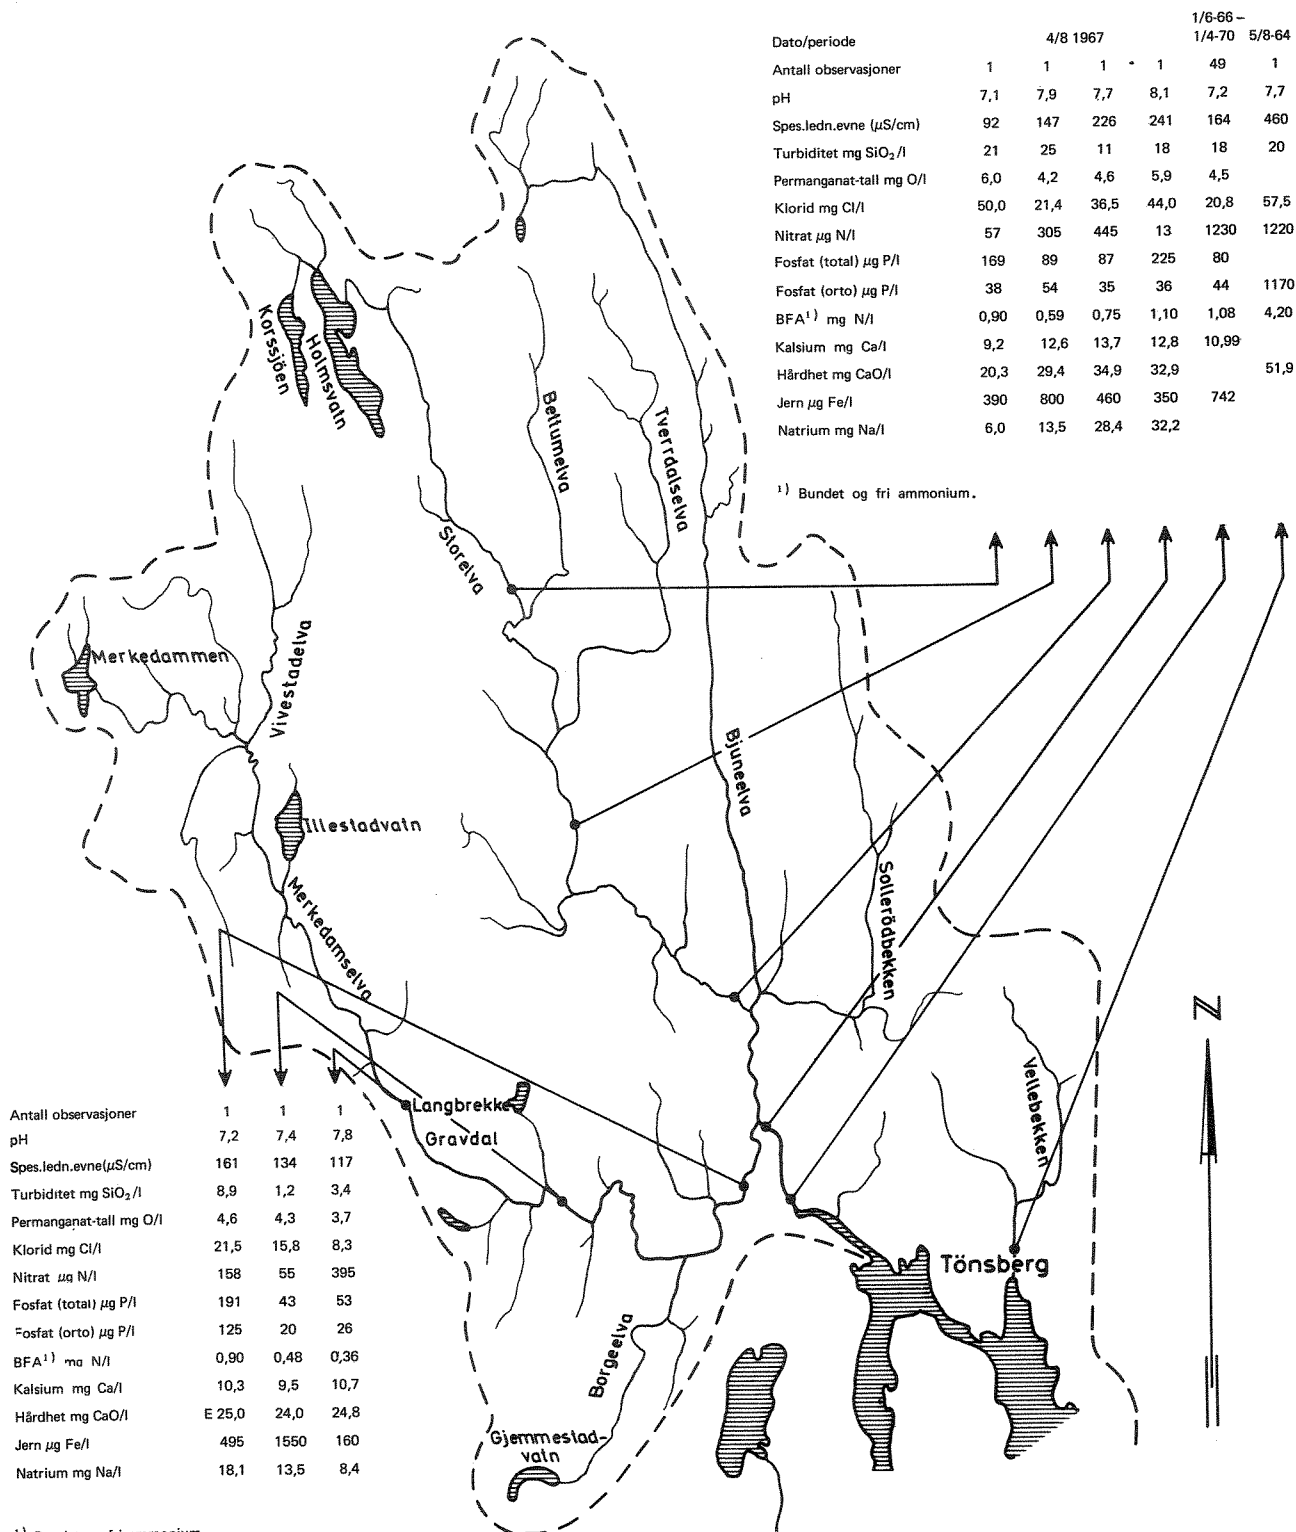 1/6-66 –
Dato/periode 4/8 1967 1/4-70 5/8-64
Antall observasjoner 1 1 1 1 49 1
pH 7,1 7,9 7,7 8,1 7,2 7,7
Spes.ledn.evne (µS/cm) 92 147 226 241 164 460
Turbiditet mg SiO₂/l 21 25 11 18 18 20
Permanganat-tall mg O/l 6,0 4,2 4,6 5,9 4,5
Klorid mg Cl/l 50,0 21,4 36,5 44,0 20,8 57,5
Nitrat µg N/l 57 305 445 13 1230 1220
Fosfat (total) µg P/l 169 89 87 225 80
Fosfat (orto) µg P/l 38 54 35 36 44 1170
BFA¹⁾ mg N/l 0,90 0,59 0,75 1,10 1,08 4,20
Kalsium mg Ca/l 9,2 12,6 13,7 12,8 10,99
Hårdhet mg CaO/l 20,3 29,4 34,9 32,9 51,9
Jern µg Fe/l 390 800 460 350 742
Natrium mg Na/l 6,0 13,5 28,4 32,2
¹⁾ Bundet og fri ammonium.
Korssjöen
Holmsvatn
Bettumelva
Tverrdalselva
Storelva
Merkedammen
Vivestadelva
Bjuneelva
Illestadvatn
Sollerödbekken
Merkedamselva
N
Vellebekken
Langbrekke
Gravdal
Tönsberg
Borgeelva
Gjemmestad-
vatn
Antall observasjoner 1 1 1
pH 7,2 7,4 7,8
Spes.ledn.evne(µS/cm) 161 134 117
Turbiditet mg SiO₂/l 8,9 1,2 3,4
Permanganat-tall mg O/l 4,6 4,3 3,7
Klorid mg Cl/l 21,5 15,8 8,3
Nitrat µg N/l 158 55 395
Fosfat (total) µg P/l 191 43 53
Fosfat (orto) µg P/l 125 20 26
BFA¹⁾ mg N/l 0,90 0,48 0,36
Kalsium mg Ca/l 10,3 9,5 10,7
Hårdhet mg CaO/l E 25,0 24,0 24,8
Jern µg Fe/l 495 1550 160
Natrium mg Na/l 18,1 13,5 8,4